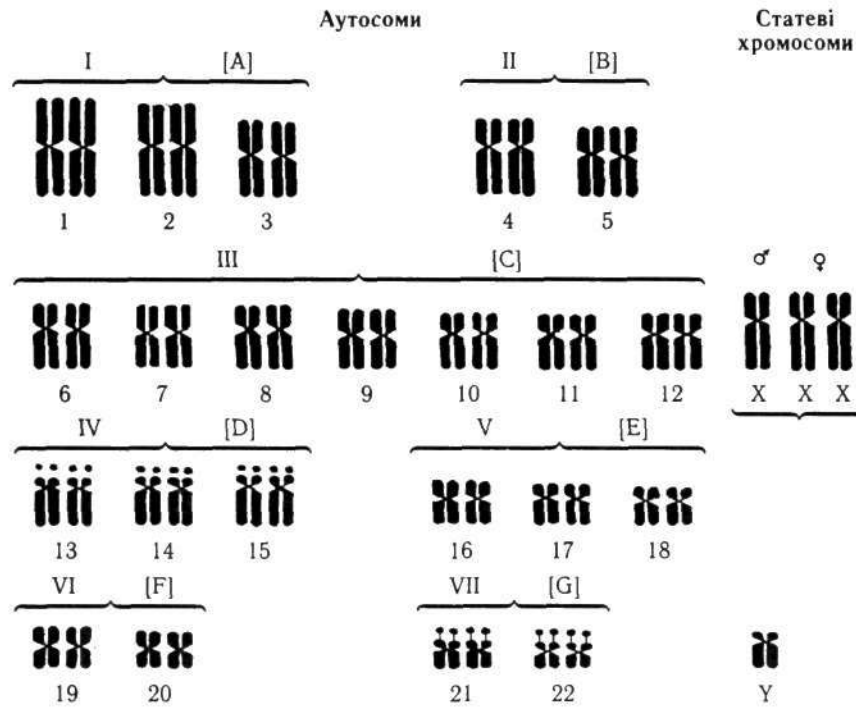 Аутосоми
Статеві
хромосоми
I [A] II [B]
1 2 3 4 5
III [C] ♂ ♀
6 7 8 9 10 11 12 X X X
IV [D] V [E]
13 14 15 16 17 18
VI [F] VII [G]
19 20 21 22 Y